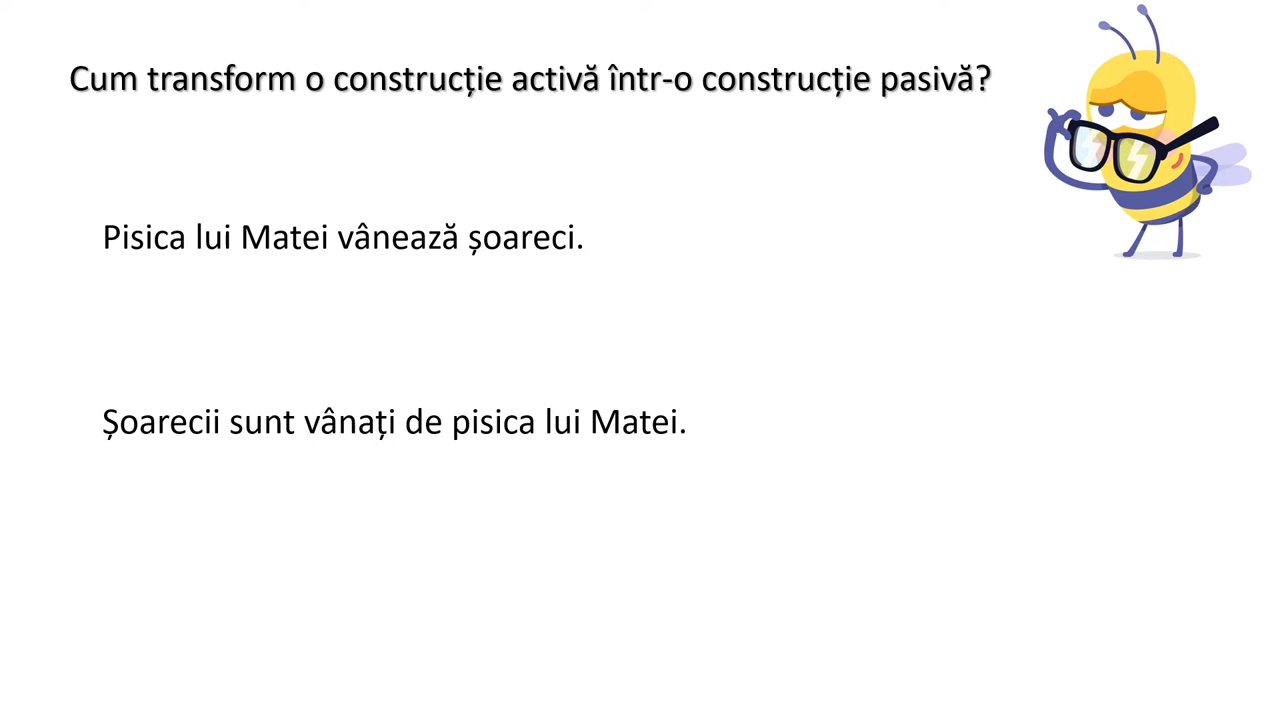 Cum transform o construcție activă într-o construcție pasivă?
Pisica lui Matei vânează șoareci.
Șoarecii sunt vânați de pisica lui Matei.